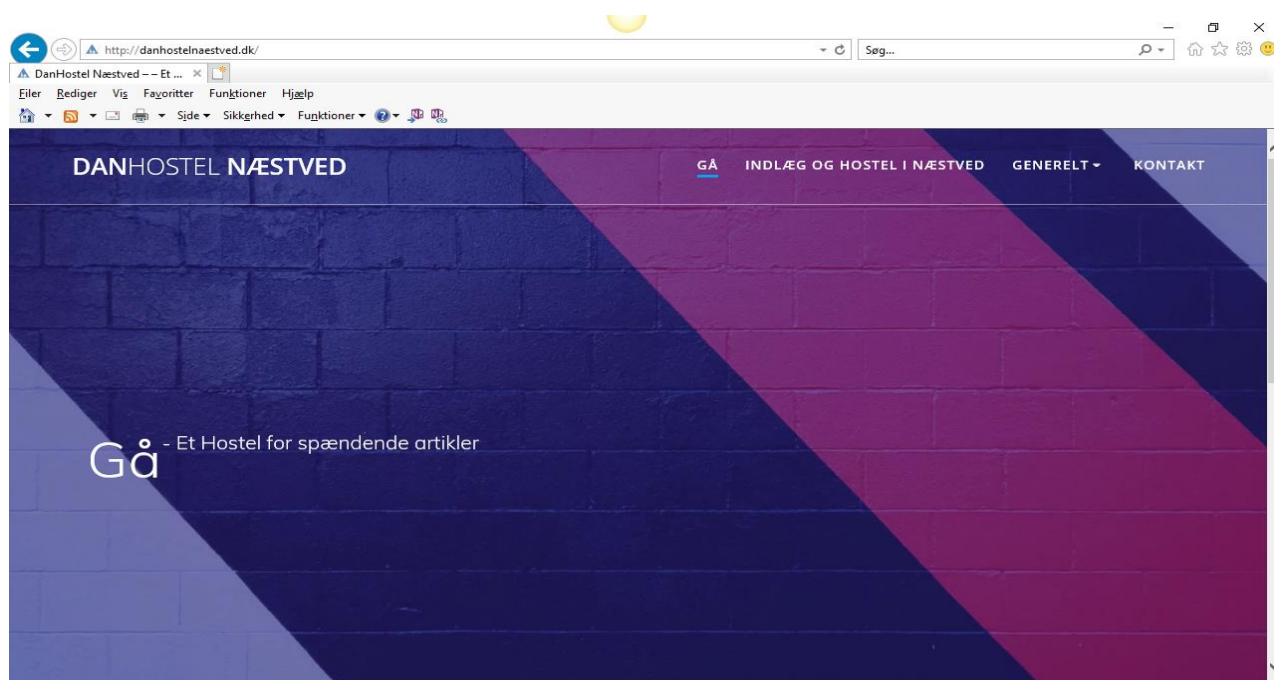 http://danhostelnaestved.dk/
Søg...
DanHostel Næstved – – Et ...
Filer Rediger Vis Favoritter Funktioner Hjælp
Side Sikkerhed Funktioner
DANHOSTEL NÆSTVED
GÅ INDLÆG OG HOSTEL I NÆSTVED GENERELT KONTAKT
Gå - Et Hostel for spændende artikler